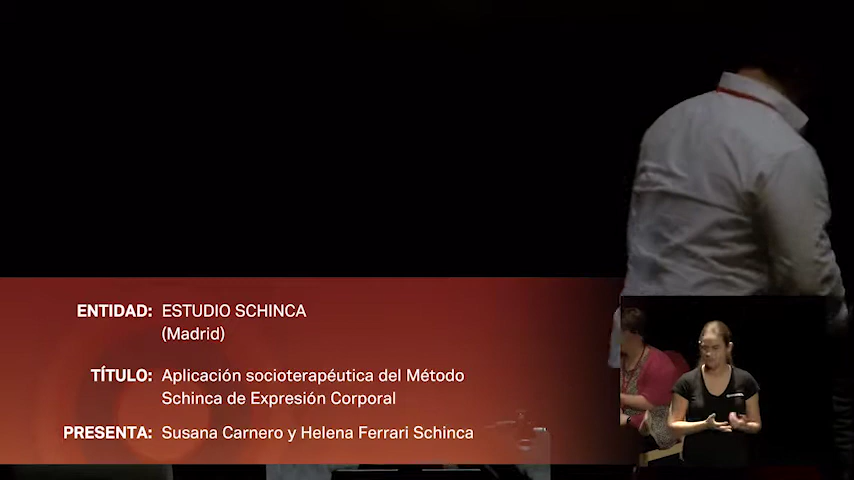 ENTIDAD: ESTUDIO SCHINCA
(Madrid)
TÍTULO: Aplicación socioterapéutica del Método
Schinca de Expresión Corporal
PRESENTA: Susana Carnero y Helena Ferrari Schinca